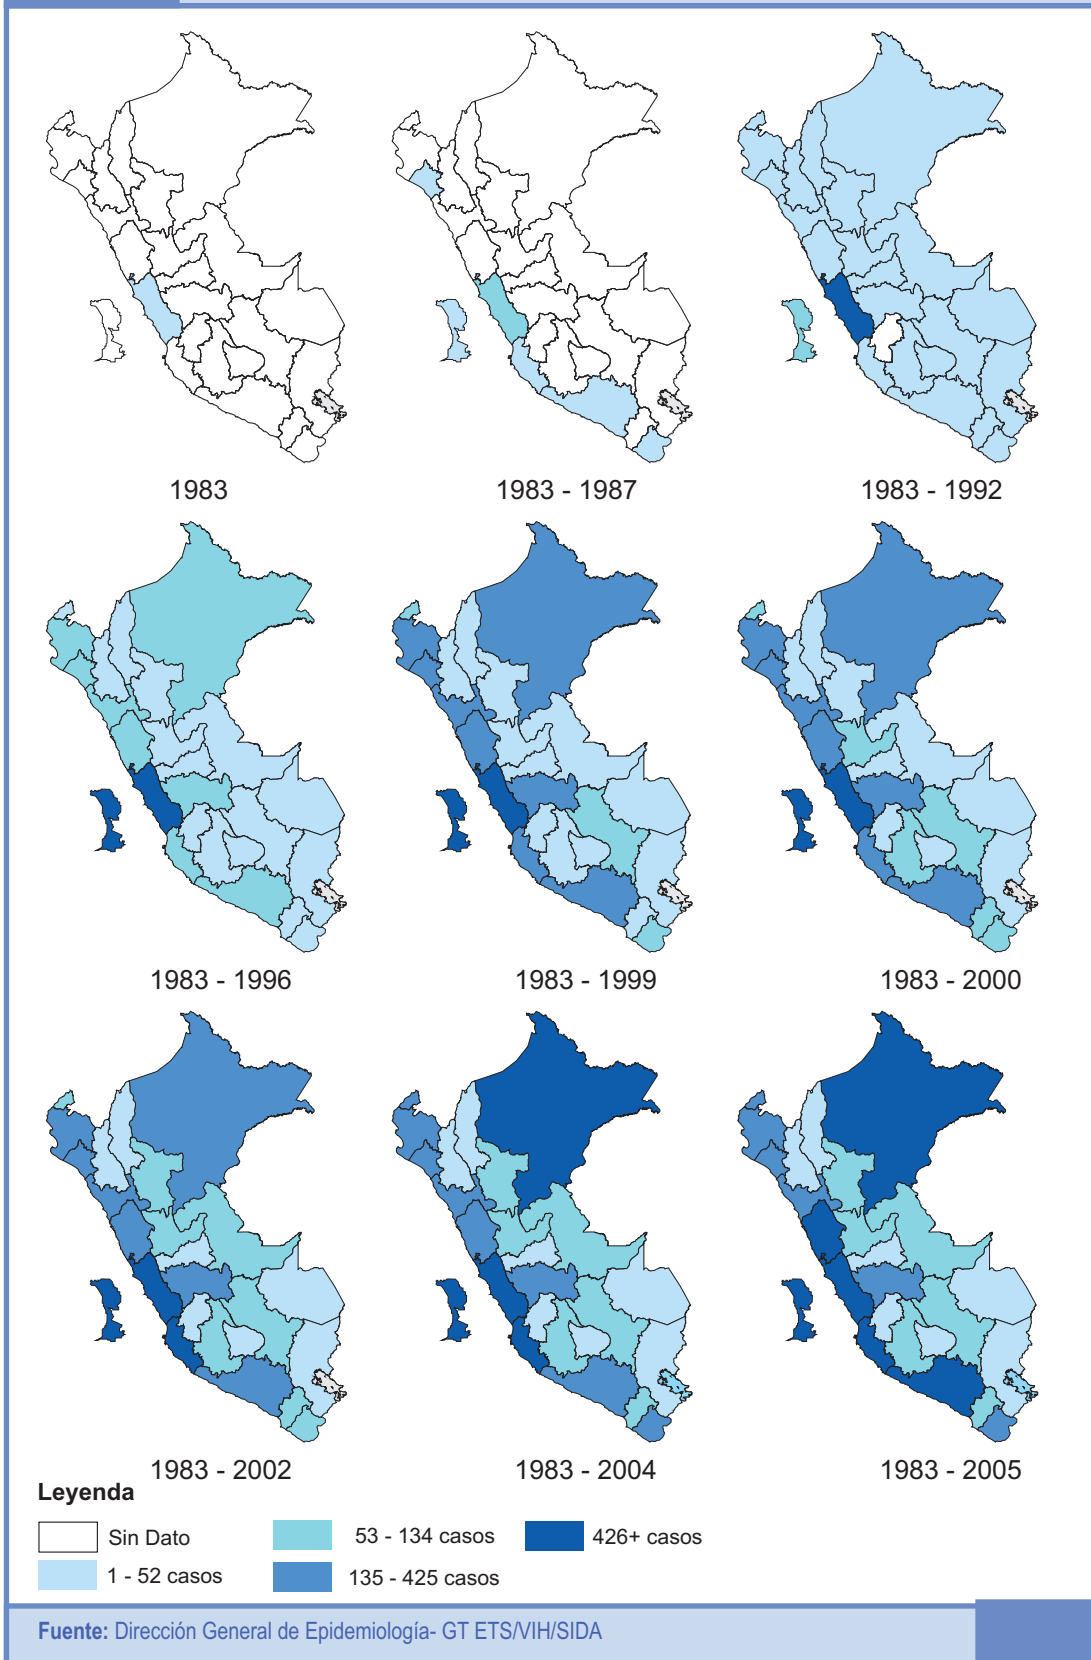 1983
1983 - 1987
1983 - 1992
1983 - 1996
1983 - 1999
1983 - 2000
1983 - 2002
1983 - 2004
1983 - 2005
Leyenda
Sin Dato
53 - 134 casos
426+ casos
1 - 52 casos
135 - 425 casos
Fuente: Dirección General de Epidemiología- GT ETS/VIH/SIDA